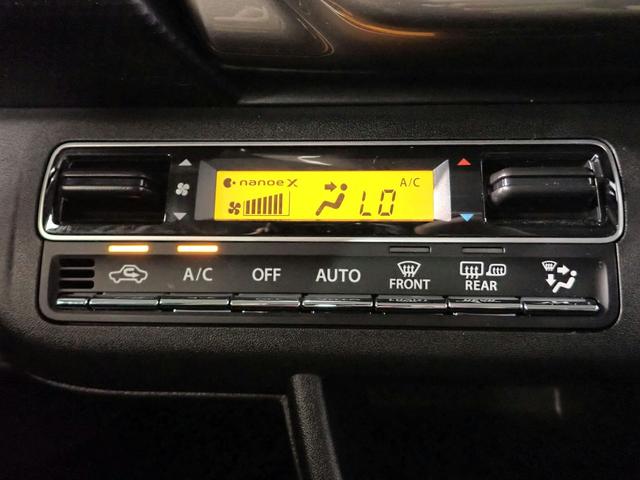 nanoe X
A/C
LO
A/C
OFF
AUTO
FRONT
REAR